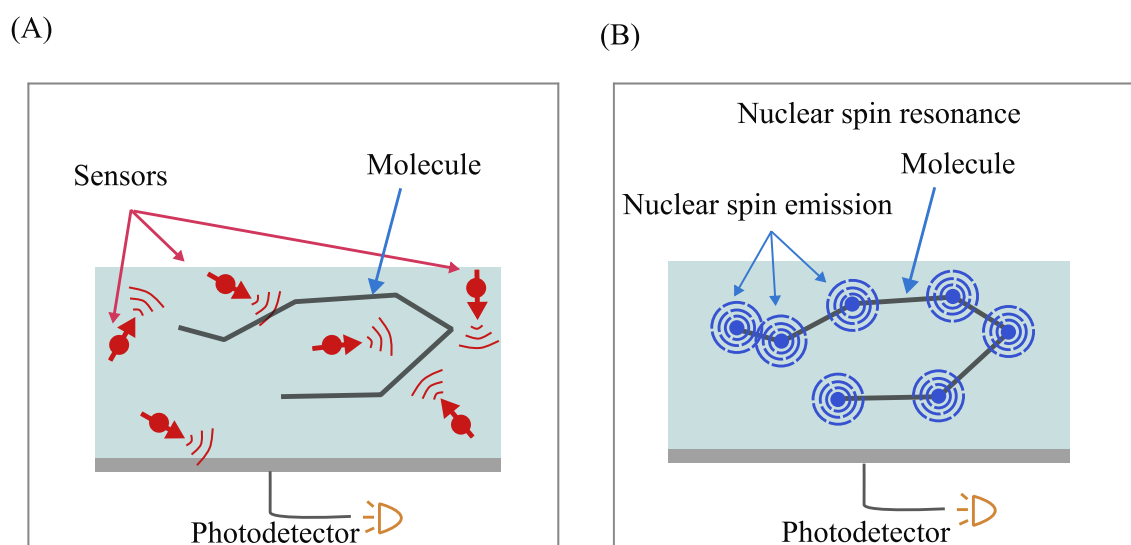 (A)
Sensors
Molecule
Photodetector
(B)
Nuclear spin resonance
Molecule
Nuclear spin emission
Photodetector